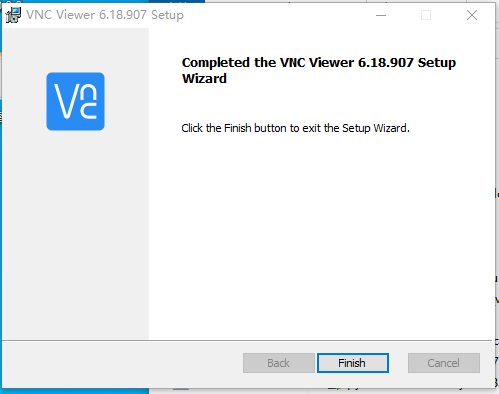 VNC Viewer 6.18.907 Setup
Completed the VNC Viewer 6.18.907 Setup
Wizard
Vnc
Click the Finish button to exit the Setup Wizard.
Back
Finish
Cancel